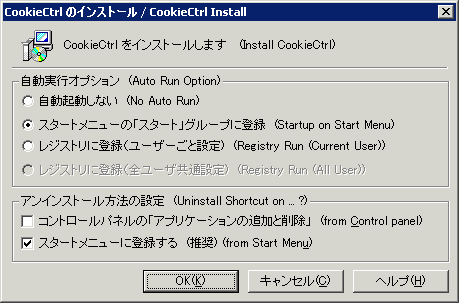 CookieCtrl のインストール / CookieCtrl Install
CookieCtrl をインストールします (Install CookieCtrl)
自動実行オプション (Auto Run Option)
自動起動しない (No Auto Run)
スタートメニューの「スタート」グループに登録 (Startup on Start Menu)
レジストリに登録(ユーザーごと設定) (Registry Run (Current User))
レジストリに登録(全ユーザ共通設定) (Registry Run (All User))
アンインストール方法の設定 (Uninstall Shortcut on ... ?)
コントロールパネルの「アプリケーションの追加と削除」 (from Control panel)
スタートメニューに登録する (推奨) (from Start Menu)
OK(K) キャンセル(C) ヘルプ(H)